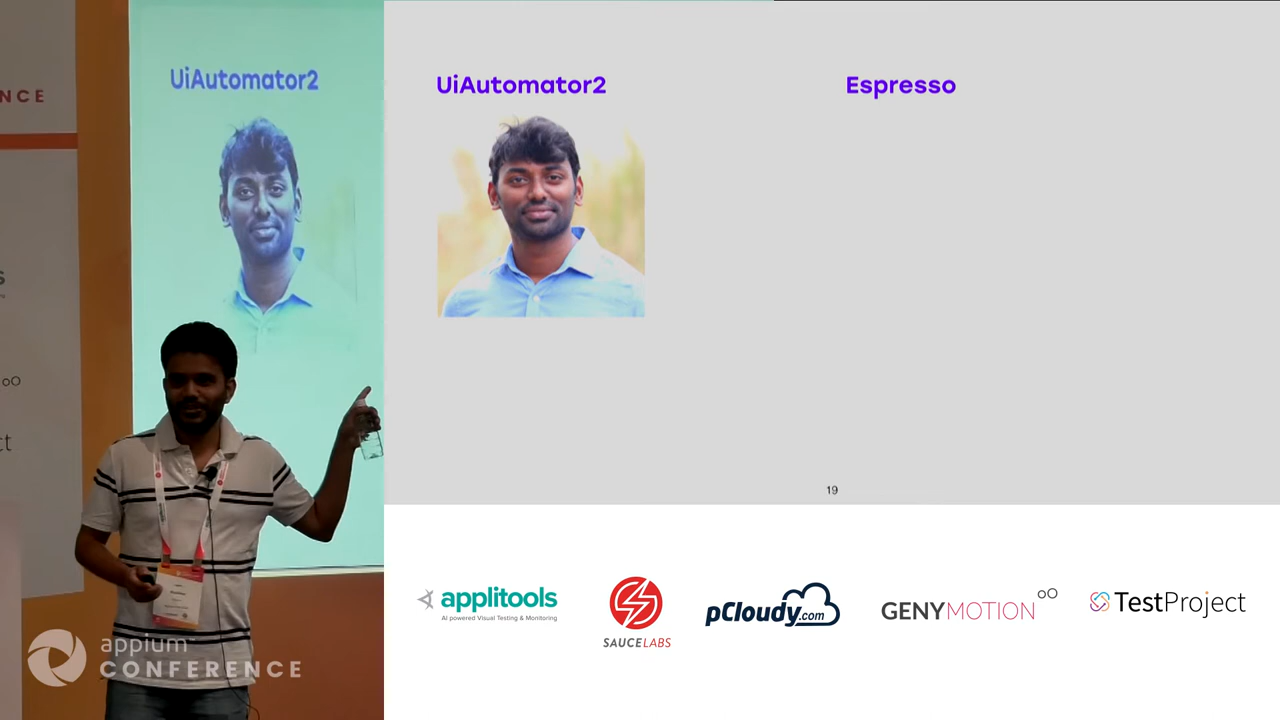 NCE
UiAutomator2
UiAutomator2
Espresso
19
applitools
AI powered Visual Testing & Monitoring
SAUCELABS
pCloudy.com
GENYMOTION
TestProject
appium
CONFERENCE